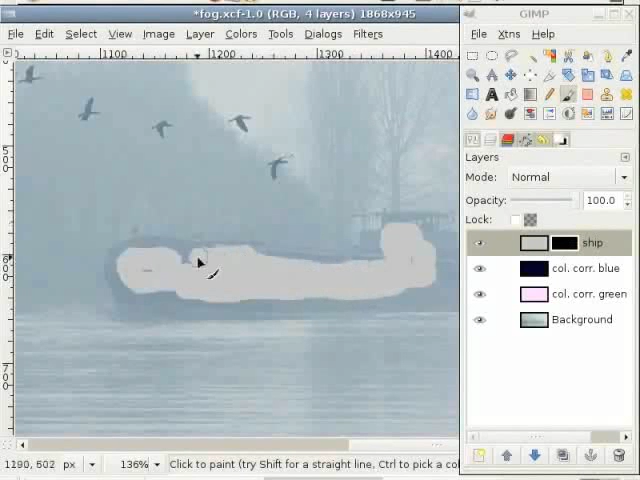 *fog.xcf-1.0 (RGB, 4 layers) 1868x945
GIMP
File Edit Select View Image Layer Colors Tools Dialogs Filters
File Xtns Help
1100 1200 1300 1400
Layers
Mode: Normal
Opacity: 100.0
Lock:
ship
col. corr. blue
col. corr. green
Background
1190, 502 px 136% Click to paint (try Shift for a straight line, Ctrl to pick a col